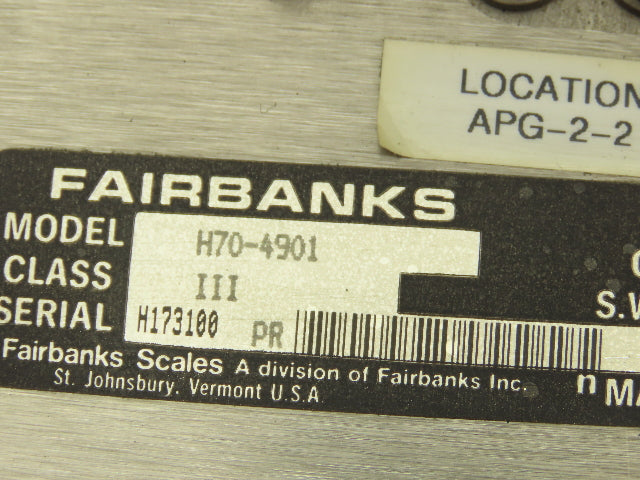 LOCATION
APG-2-2
FAIRBANKS
MODEL H70-4901
CLASS III
SERIAL H173100 PR
S.W
Fairbanks Scales A division of Fairbanks Inc.
n MA
St. Johnsbury, Vermont U.S.A.